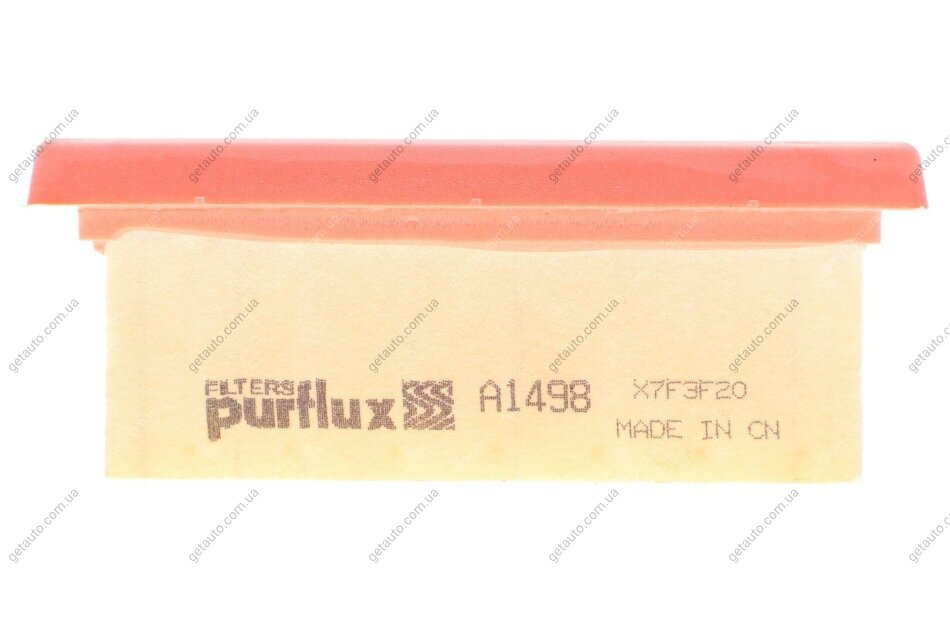 FILTERS
purflux A1498 X7F3F20
MADE IN CN
getauto.com.ua